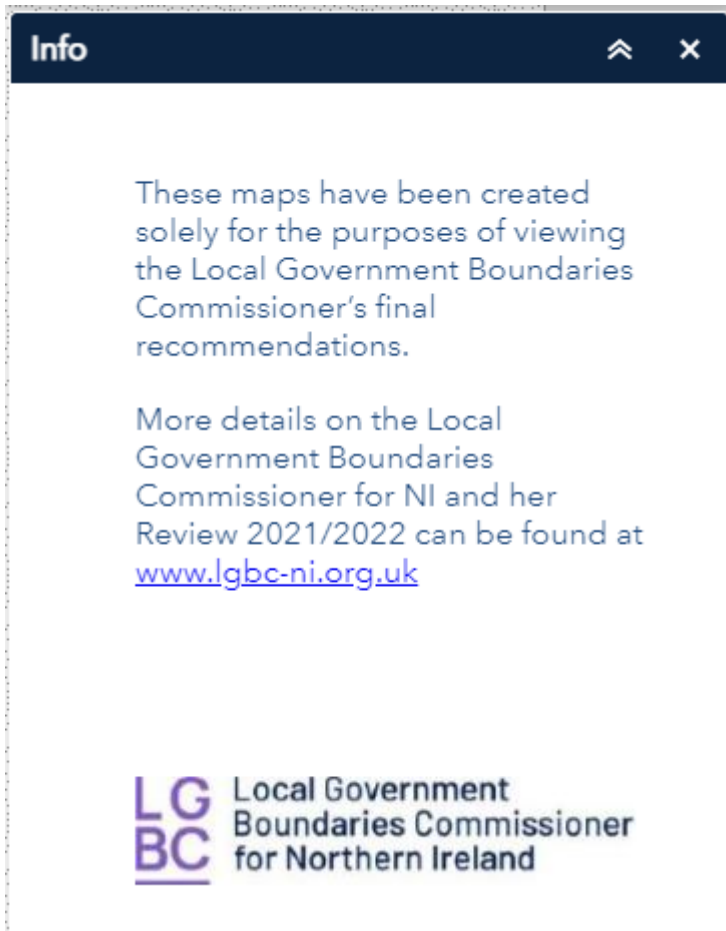 Info
These maps have been created
solely for the purposes of viewing
the Local Government Boundaries
Commissioner's final
recommendations.
More details on the Local
Government Boundaries
Commissioner for NI and her
Review 2021/2022 can be found at
www.lgbc-ni.org.uk
LG
BC
Local Government
Boundaries Commissioner
for Northern Ireland